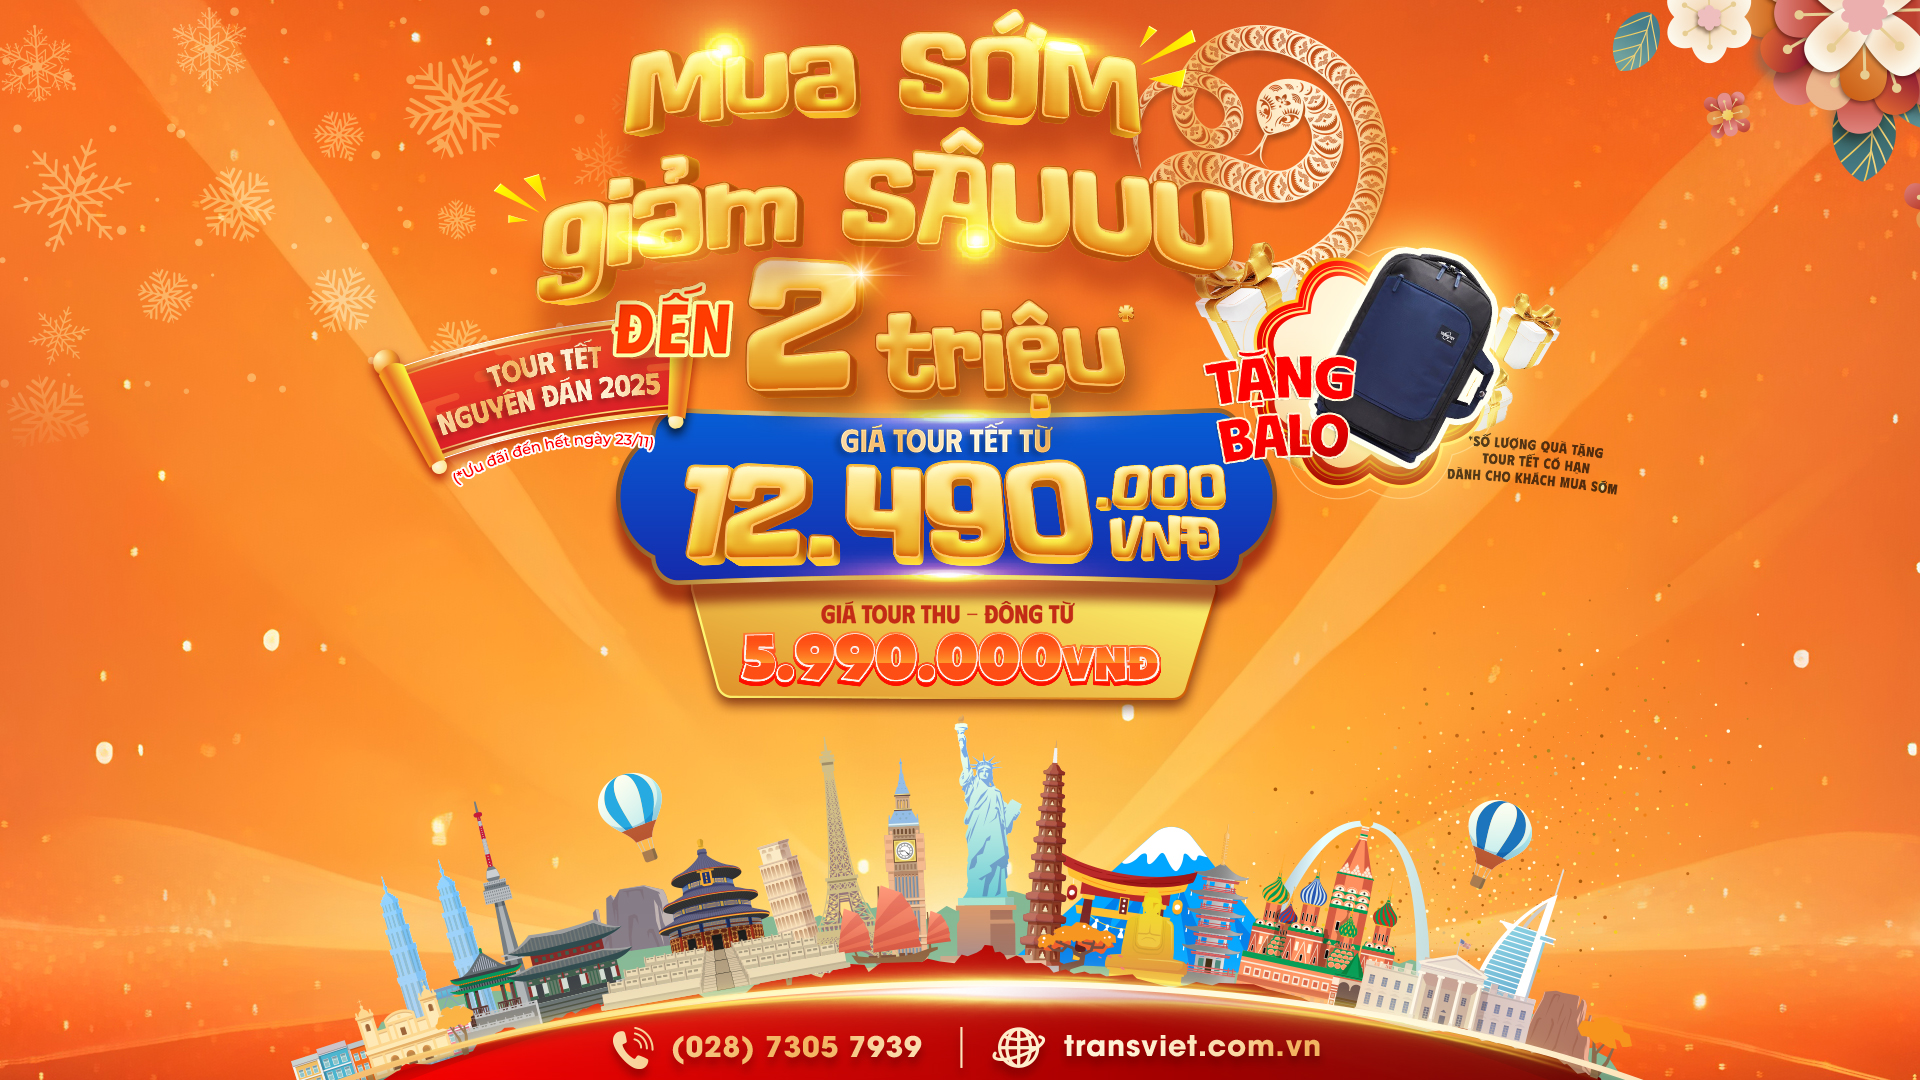 Mua SỚM
giảm SÂUUU
ĐẾN 2 triệu*
TOUR TẾT
NGUYÊN ĐÁN 2025
(*Ưu đãi đến hết ngày 23/11)
TẶNG
BALO
*SỐ LƯỢNG QUÀ TẶNG
TOUR TẾT CÓ HẠN
DÀNH CHO KHÁCH MUA SỚM
GIÁ TOUR TẾT TỪ
12.490.000
VNĐ
GIÁ TOUR THU – ĐÔNG TỪ
5.990.000VNĐ
(028) 7305 7939
transviet.com.vn